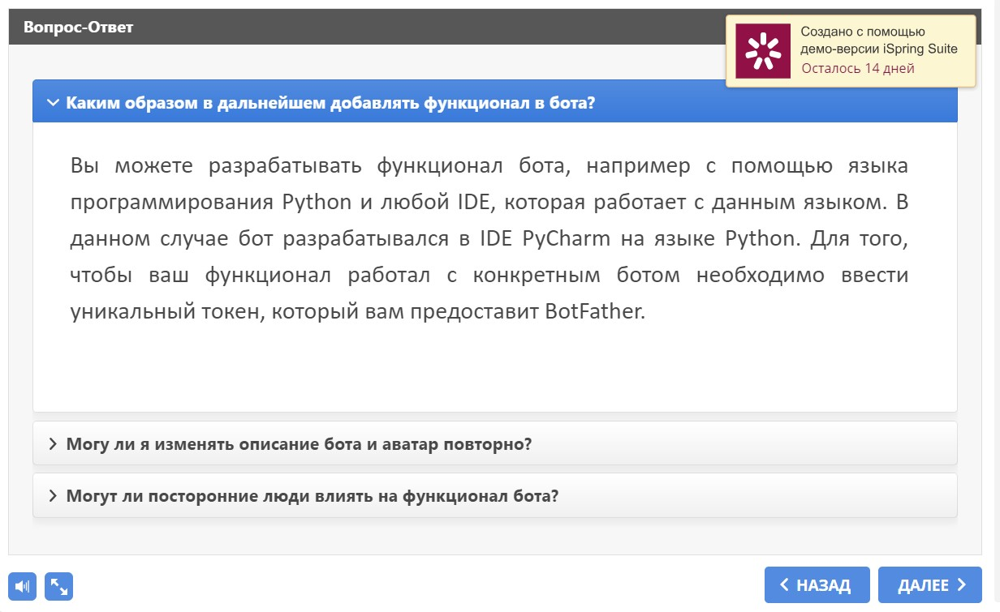 Вопрос-Ответ
Создано с помощью
демо-версии iSpring Suite
Осталось 14 дней
Каким образом в дальнейшем добавлять функционал в бота?
Вы можете разрабатывать функционал бота, например с помощью языка
программирования Python и любой IDE, которая работает с данным языком. В
данном случае бот разрабатывался в IDE PyCharm на языке Python. Для того,
чтобы ваш функционал работал с конкретным ботом необходимо ввести
уникальный токен, который вам предоставит BotFather.
Могу ли я изменять описание бота и аватар повторно?
Могут ли посторонние люди влиять на функционал бота?
НАЗАД
ДАЛЕЕ